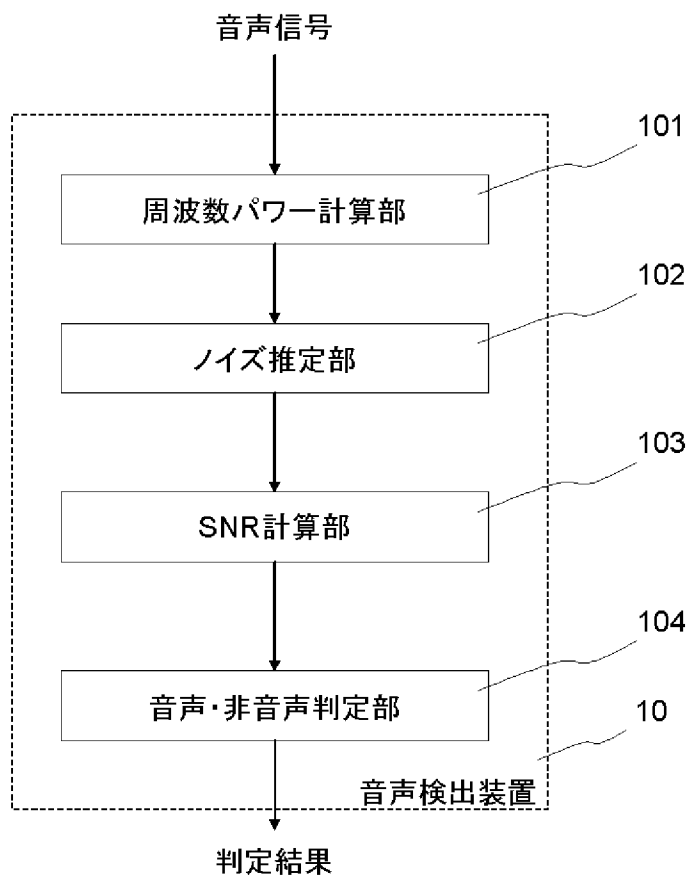 音声信号
101
周波数パワー計算部
102
ノイズ推定部
103
SNR計算部
104
音声・非音声判定部
10
音声検出装置
判定結果